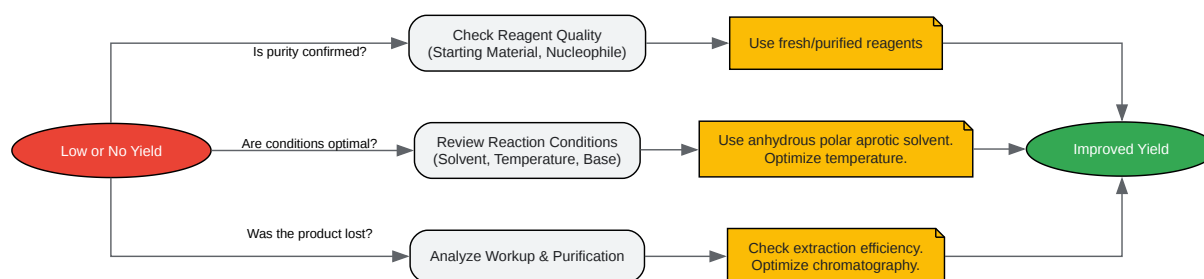 Is purity confirmed?
Check Reagent Quality
(Starting Material, Nucleophile)
Use fresh/purified reagents
Low or No Yield
Are conditions optimal?
Review Reaction Conditions
(Solvent, Temperature, Base)
Use anhydrous polar aprotic solvent.
Optimize temperature.
Improved Yield
Was the product lost?
Analyze Workup & Purification
Check extraction efficiency.
Optimize chromatography.